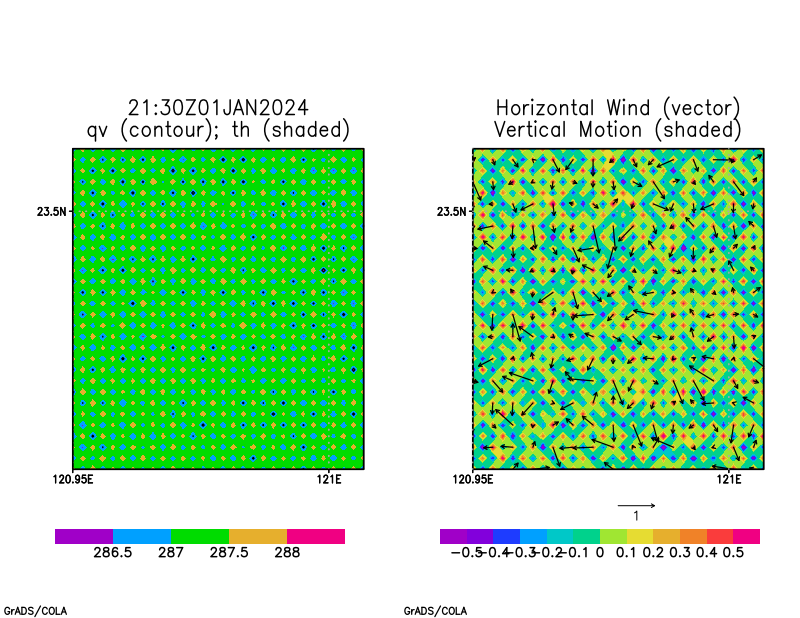 21:30Z01JAN2024
qv (contour); th (shaded)
23.5N
120.95E 121E
286.5 287 287.5 288
GrADS/COLA
Horizontal Wind (vector)
Vertical Motion (shaded)
23.5N
120.95E 121E
1
-0.5 -0.4 -0.3 -0.2 -0.1 0 0.1 0.2 0.3 0.4 0.5
GrADS/COLA